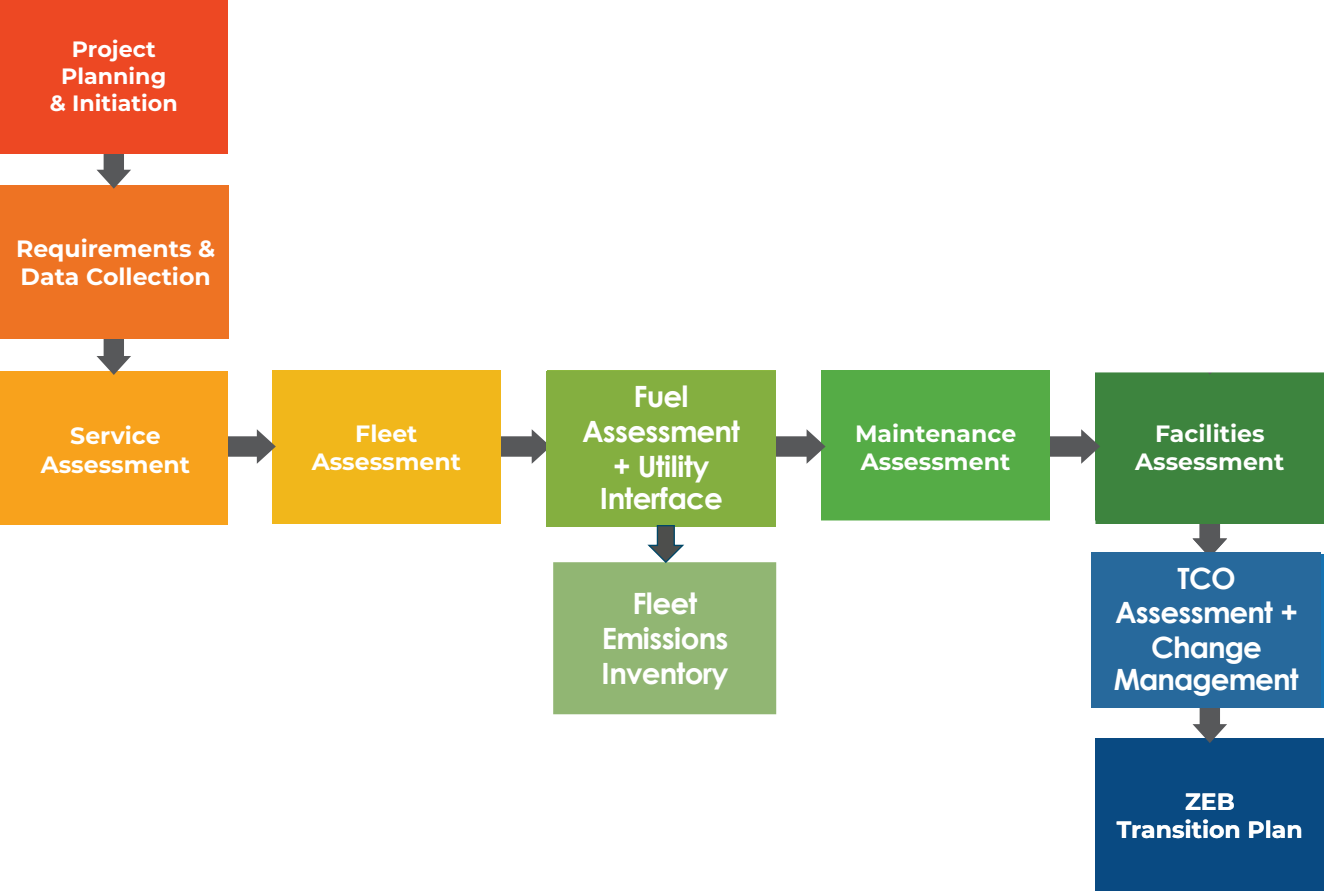 Project
Planning
& Initiation
Requirements &
Data Collection
Service
Assessment
Fleet
Assessment
Fuel
Assessment
+ Utility
Interface
Maintenance
Assessment
Facilities
Assessment
Fleet
Emissions
Inventory
TCO
Assessment +
Change
Management
ZEB
Transition Plan